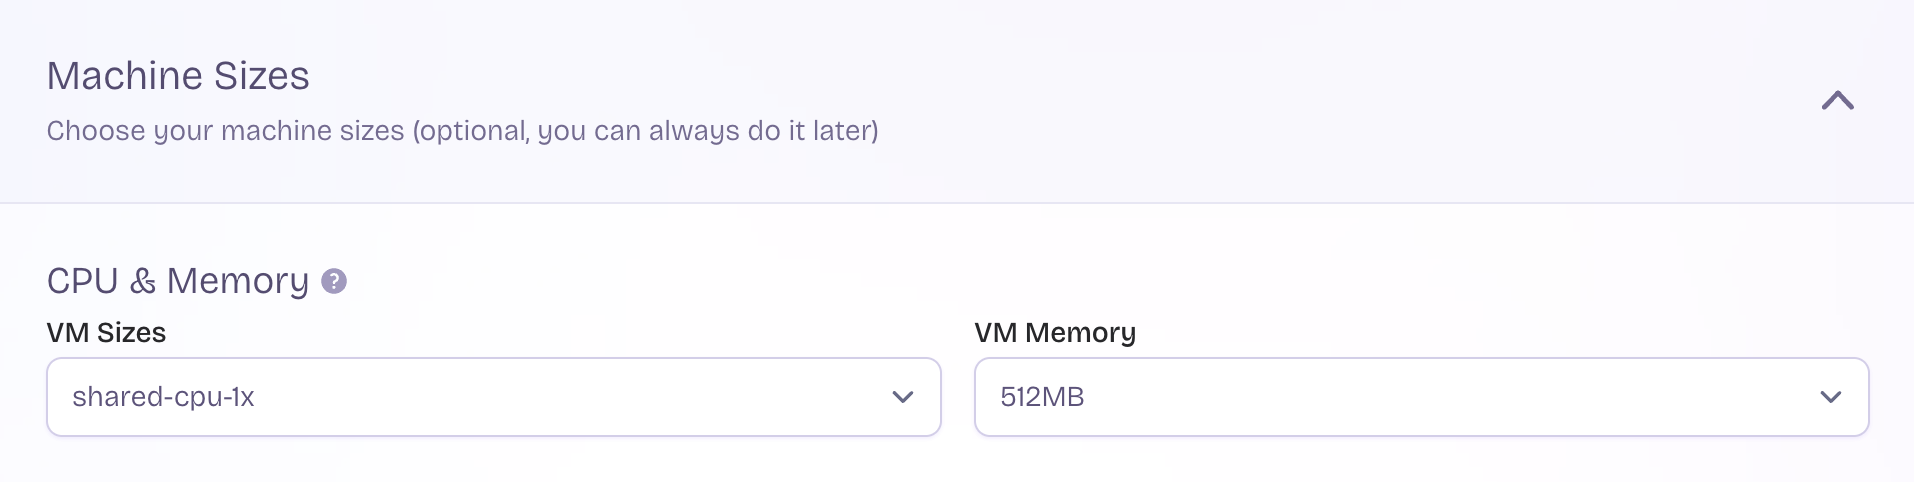 Machine Sizes
Choose your machine sizes (optional, you can always do it later)
CPU & Memory ?
VM Sizes
VM Memory
shared-cpu-1x
512MB